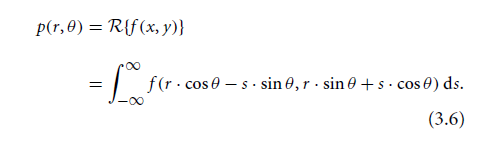 p(r,θ) = ℛ{f(x,y)}
= ∫_{-∞}^{∞} f(r · cos θ − s · sin θ, r · sin θ + s · cos θ) ds.
(3.6)